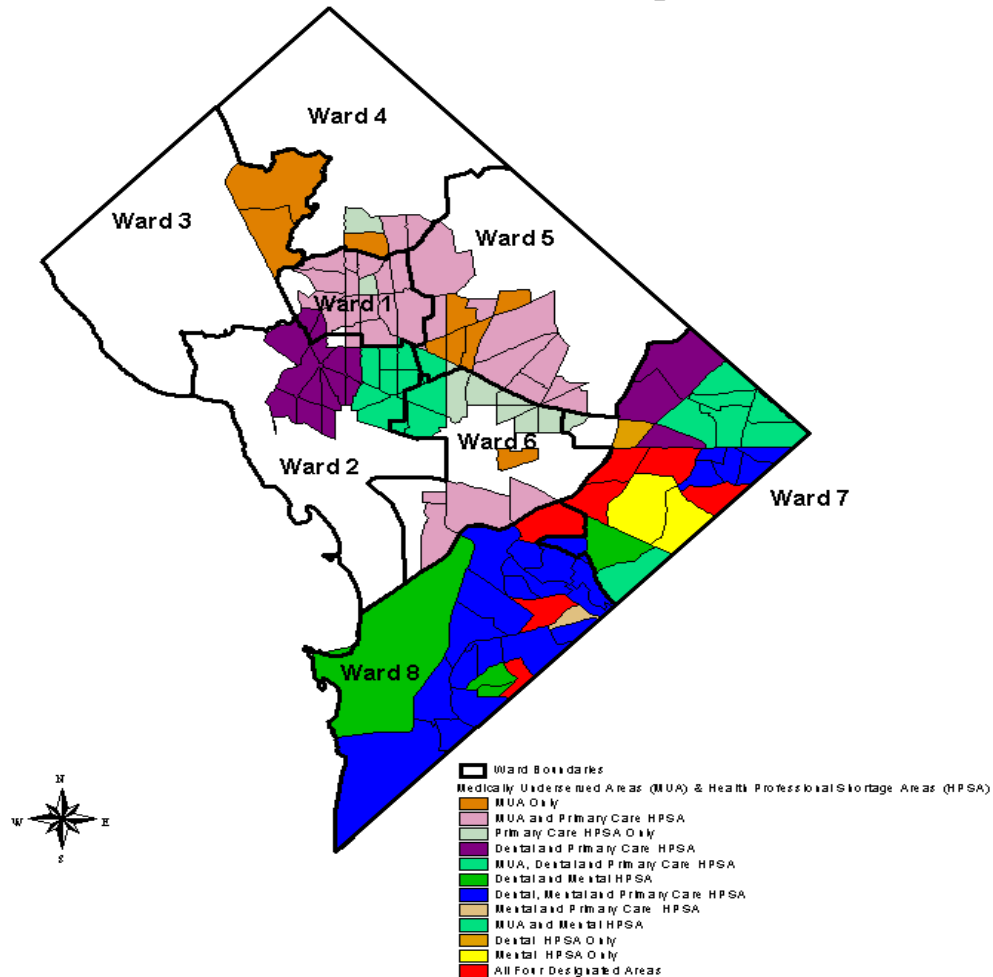 Ward 4
Ward 3
Ward 5
Ward 1
Ward 6
Ward 2
Ward 7
Ward 8
N
W E
S
Ward Boundaries
Medically Underserved Areas (MUA) & Health Professional Shortage Areas (HPSA)
MUA Only
MUA and Primary Care HPSA
Primary Care HPSA Only
Dental and Primary Care HPSA
MUA, Dental and Primary Care HPSA
Dental and Mental HPSA
Dental, Mental and Primary Care HPSA
Mental and Primary Care HPSA
MUA and Mental HPSA
Dental HPSA Only
Mental HPSA Only
All Four Designated Areas